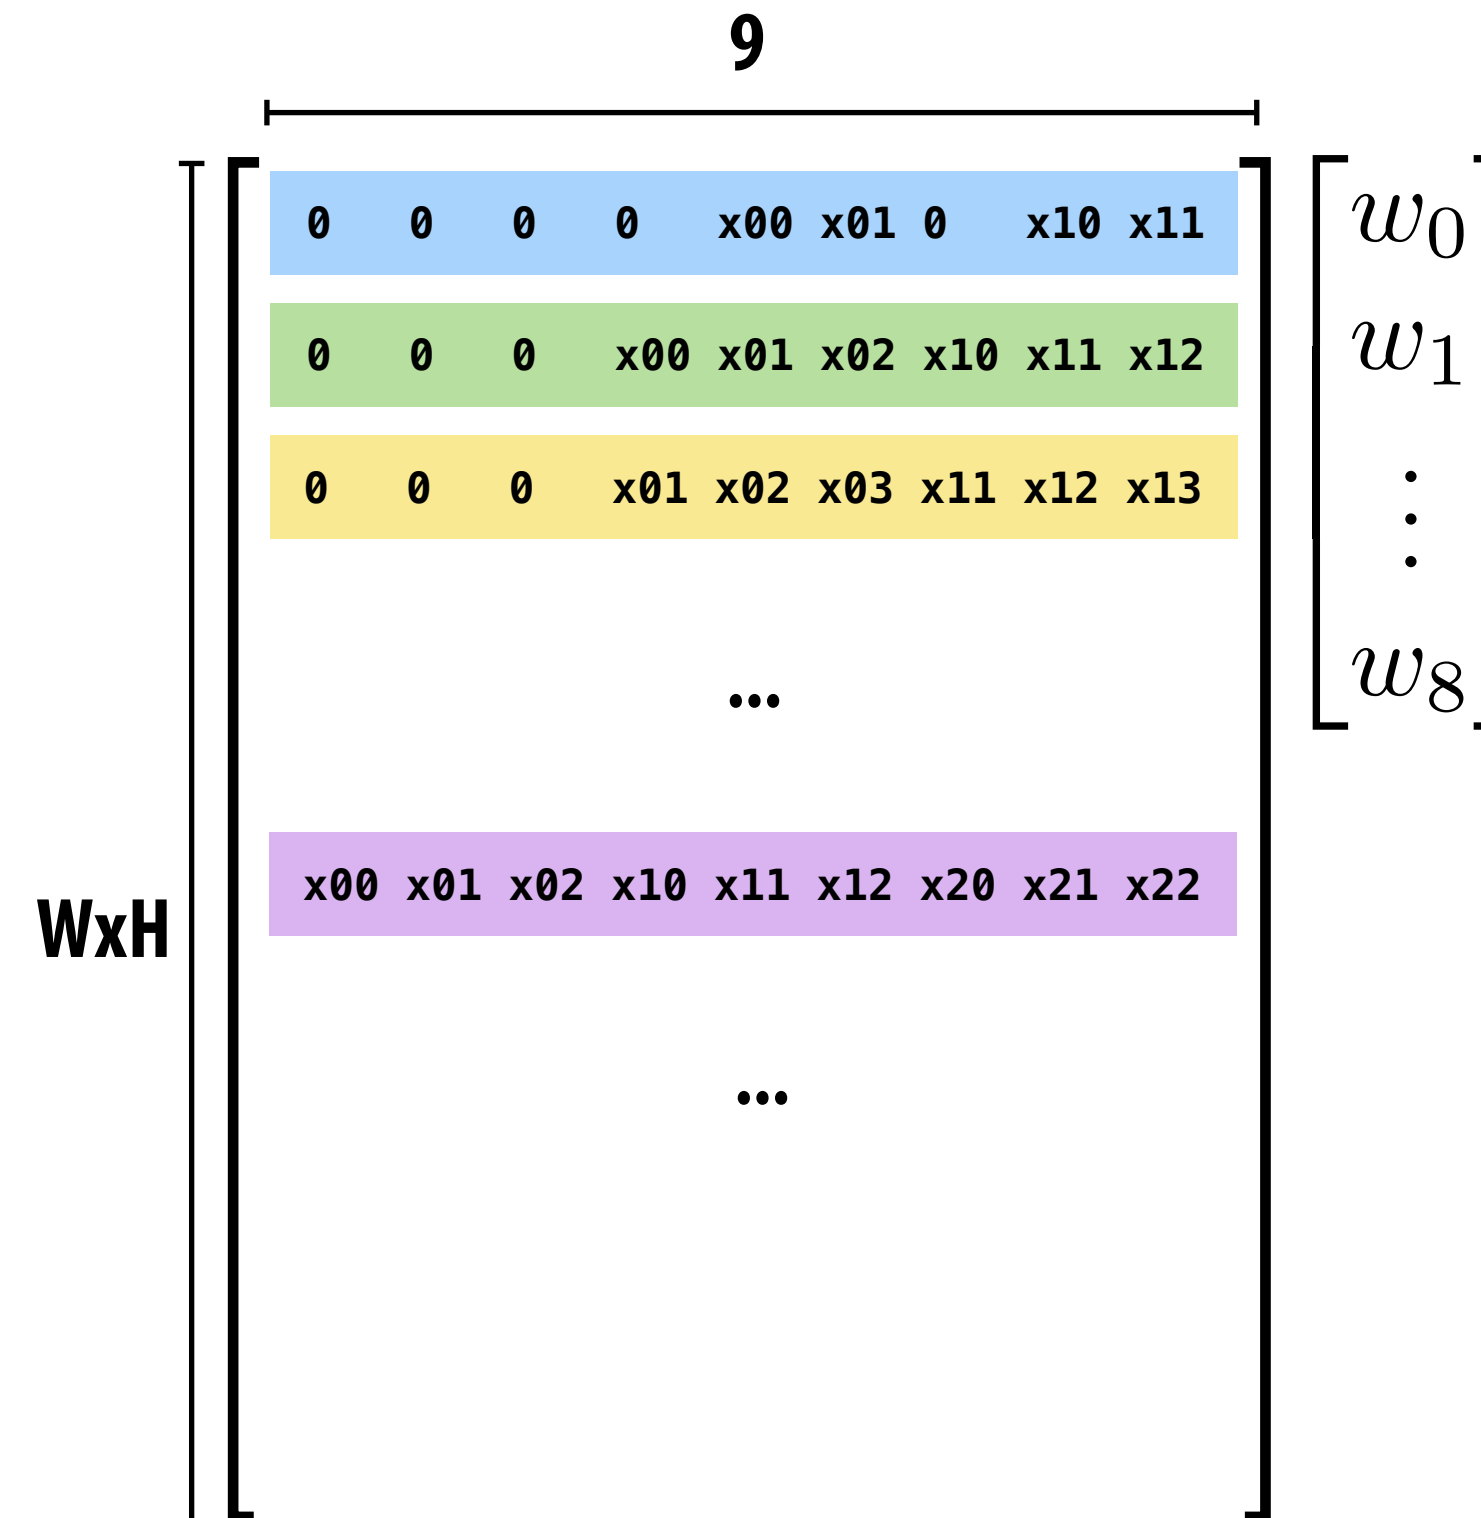 9
0 0 0 0 x00 x01 0 x10 x11
0 0 0 x00 x01 x02 x10 x11 x12
0 0 0 x01 x02 x03 x11 x12 x13
...
x00 x01 x02 x10 x11 x12 x20 x21 x22
...
WxH
w₀
w₁
⋮
w₈